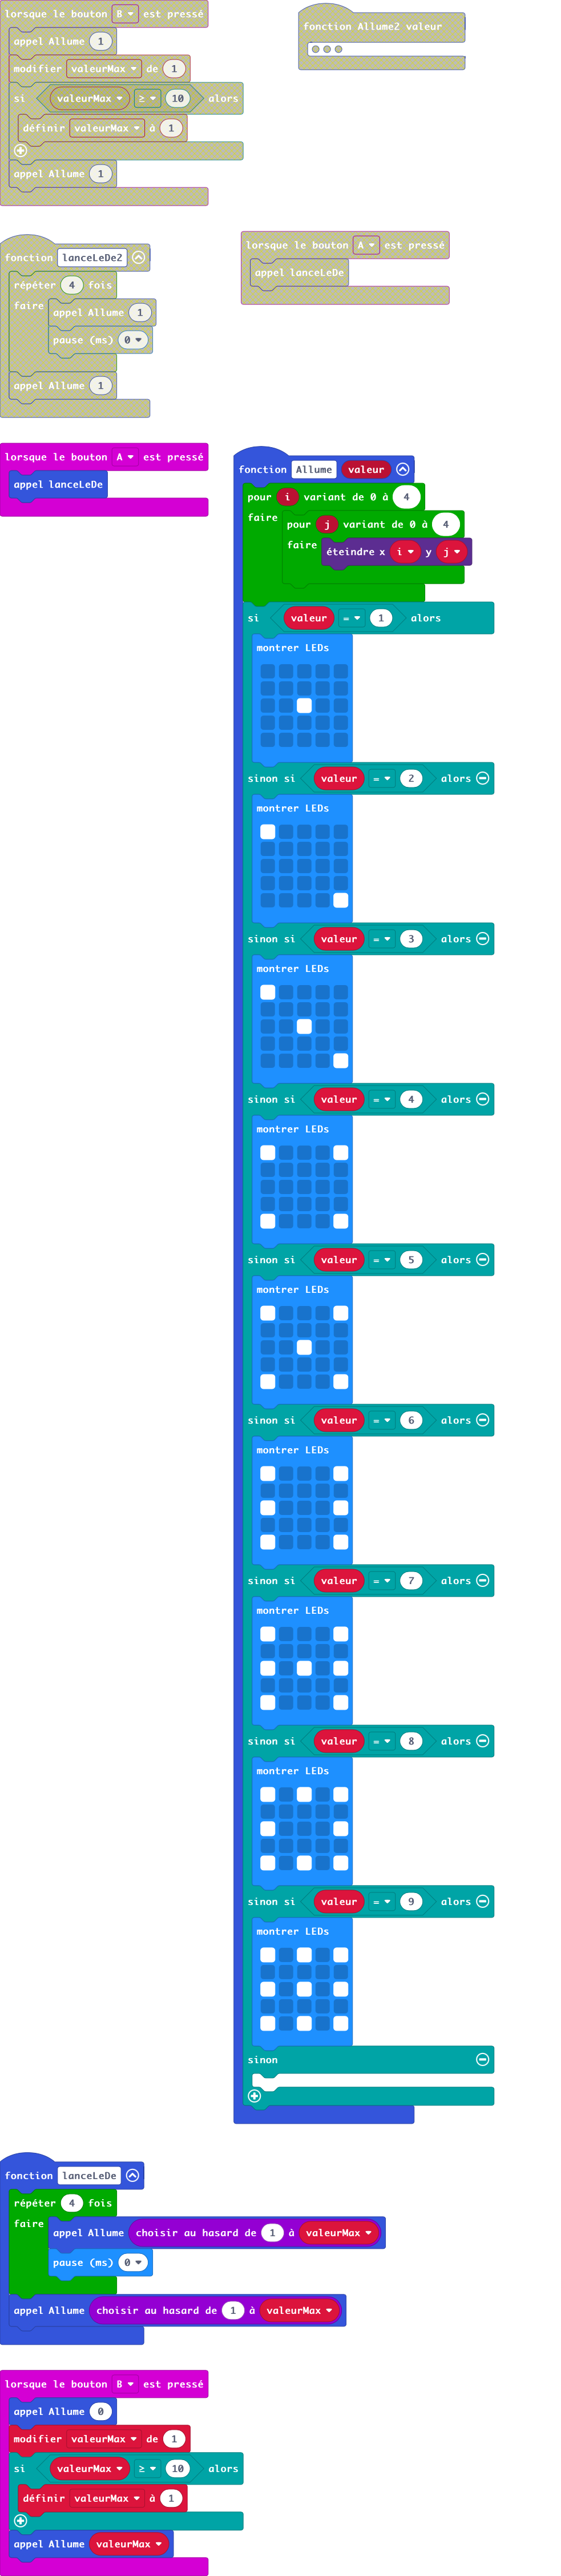 lorsque le bouton B est pressé
appel Allume 1
modifier valeurMax de 1
si valeurMax ≥ 10 alors
définir valeurMax à 1
appel Allume 1
fonction Allume2 valeur
fonction lanceLeDe2
répéter 4 fois
faire appel Allume 1
pause (ms) 0
appel Allume 1
lorsque le bouton A est pressé
appel lanceLeDe
lorsque le bouton A est pressé
appel lanceLeDe
fonction Allume valeur
pour i variant de 0 à 4
faire pour j variant de 0 à 4
faire éteindre x i y j
si valeur = 1 alors
montrer LEDs
sinon si valeur = 2 alors
montrer LEDs
sinon si valeur = 3 alors
montrer LEDs
sinon si valeur = 4 alors
montrer LEDs
sinon si valeur = 5 alors
montrer LEDs
sinon si valeur = 6 alors
montrer LEDs
sinon si valeur = 7 alors
montrer LEDs
sinon si valeur = 8 alors
montrer LEDs
sinon si valeur = 9 alors
montrer LEDs
sinon
fonction lanceLeDe
répéter 4 fois
faire appel Allume choisir au hasard de 1 à valeurMax
pause (ms) 0
appel Allume choisir au hasard de 1 à valeurMax
lorsque le bouton B est pressé
appel Allume 0
modifier valeurMax de 1
si valeurMax ≥ 10 alors
définir valeurMax à 1
appel Allume valeurMax